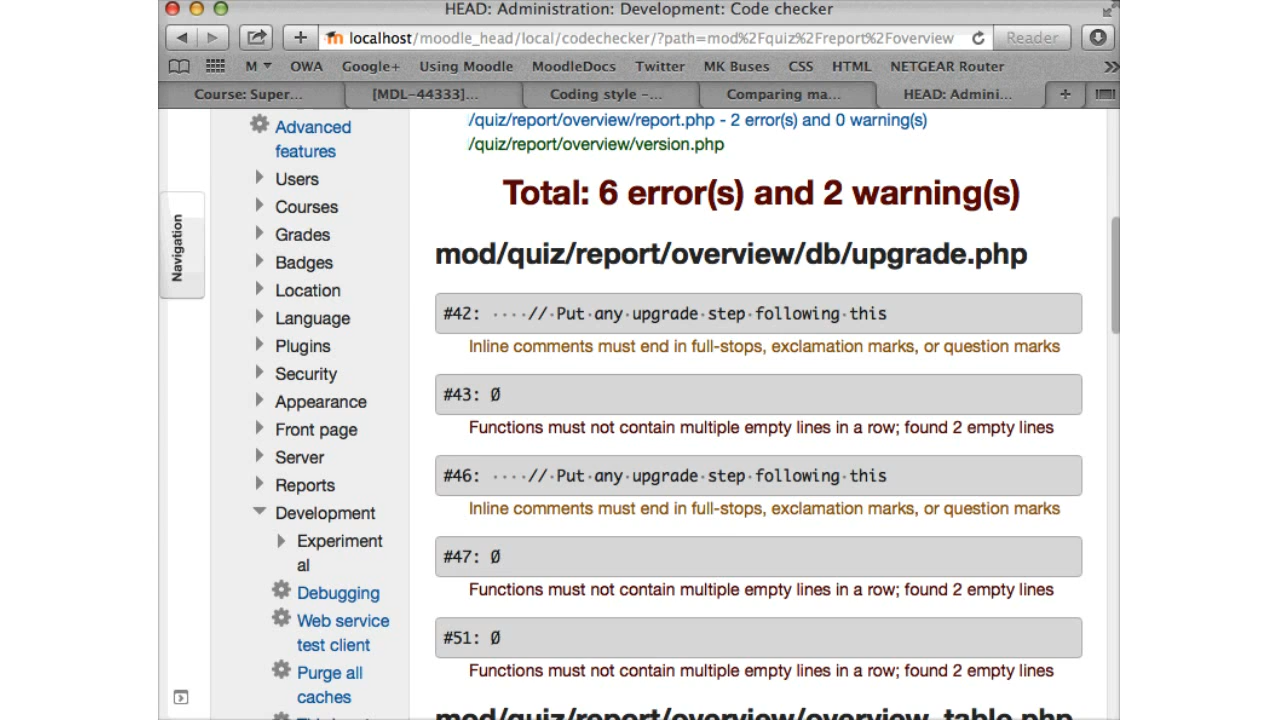 HEAD: Administration: Development: Code checker
localhost/moodle_head/local/codechecker/?path=mod%2Fquiz%2Freport%2Foverview
Reader
M
OWA
Google+
Using Moodle
MoodleDocs
Twitter
MK Buses
CSS
HTML
NETGEAR Router
Course: Super...
[MDL-44333]...
Coding style -...
Comparing ma...
HEAD: Admini...
Navigation
Advanced
features
Users
Courses
Grades
Badges
Location
Language
Plugins
Security
Appearance
Front page
Server
Reports
Development
Experiment
al
Debugging
Web service
test client
Purge all
caches
/quiz/report/overview/report.php - 2 error(s) and 0 warning(s)
/quiz/report/overview/version.php
Total: 6 error(s) and 2 warning(s)
mod/quiz/report/overview/db/upgrade.php
#42: ····//·Put·any·upgrade·step·following·this
Inline comments must end in full-stops, exclamation marks, or question marks
#43: Ø
Functions must not contain multiple empty lines in a row; found 2 empty lines
#46: ····//·Put·any·upgrade·step·following·this
Inline comments must end in full-stops, exclamation marks, or question marks
#47: Ø
Functions must not contain multiple empty lines in a row; found 2 empty lines
#51: Ø
Functions must not contain multiple empty lines in a row; found 2 empty lines
mod/quiz/report/overview/overview_table.php